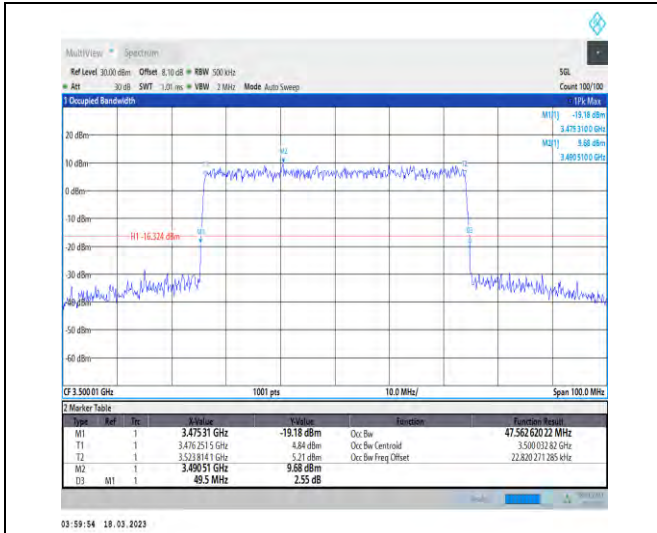 MultiView Spectrum
Ref Level 30.00 dBm Offset 8.10 dB RBW 500 kHz SGL
Att 30 dB SWT 1.01 ms VBW 2 MHz Mode Auto Sweep Count 100/100
1 Occupied Bandwidth 1Pk Max
M1[1] -19.18 dBm
3.475 310 0 GHz
M2[1] 9.68 dBm
3.490 510 0 GHz
20 dBm
M2
10 dBm
T2
0 dBm
-10 dBm
M1
D3
H1 -16.324 dBm
-20 dBm
-30 dBm
-40 dBm
-50 dBm
-60 dBm
CF 3.500 01 GHz 1001 pts 10.0 MHz/ Span 100.0 MHz
2 Marker Table
Type Ref Trc X-Value Y-Value Function Function Result
M1 1 3.475 31 GHz -19.18 dBm Occ Bw 47.562 620 22 MHz
T1 1 3.476 251 5 GHz 4.84 dBm Occ Bw Centroid 3.500 032 82 GHz
T2 1 3.523 814 1 GHz 5.21 dBm Occ Bw Freq Offset 22.820 271 285 kHz
M2 1 3.490 51 GHz 9.68 dBm
D3 M1 1 49.5 MHz 2.55 dB
03:59:54 18.03.2023